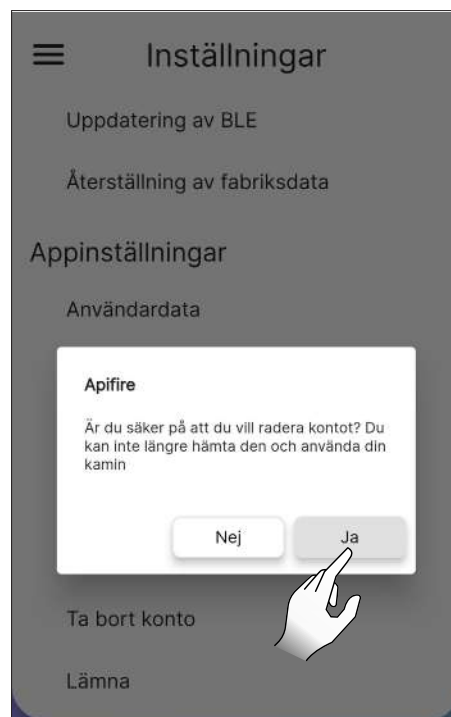 Inställningar
Uppdatering av BLE
Återställning av fabriksdata
Appinställningar
Användardata
Apifire
Är du säker på att du vill radera kontot? Du
kan inte längre hämta den och använda din
kamin
Nej
Ja
Ta bort konto
Lämna